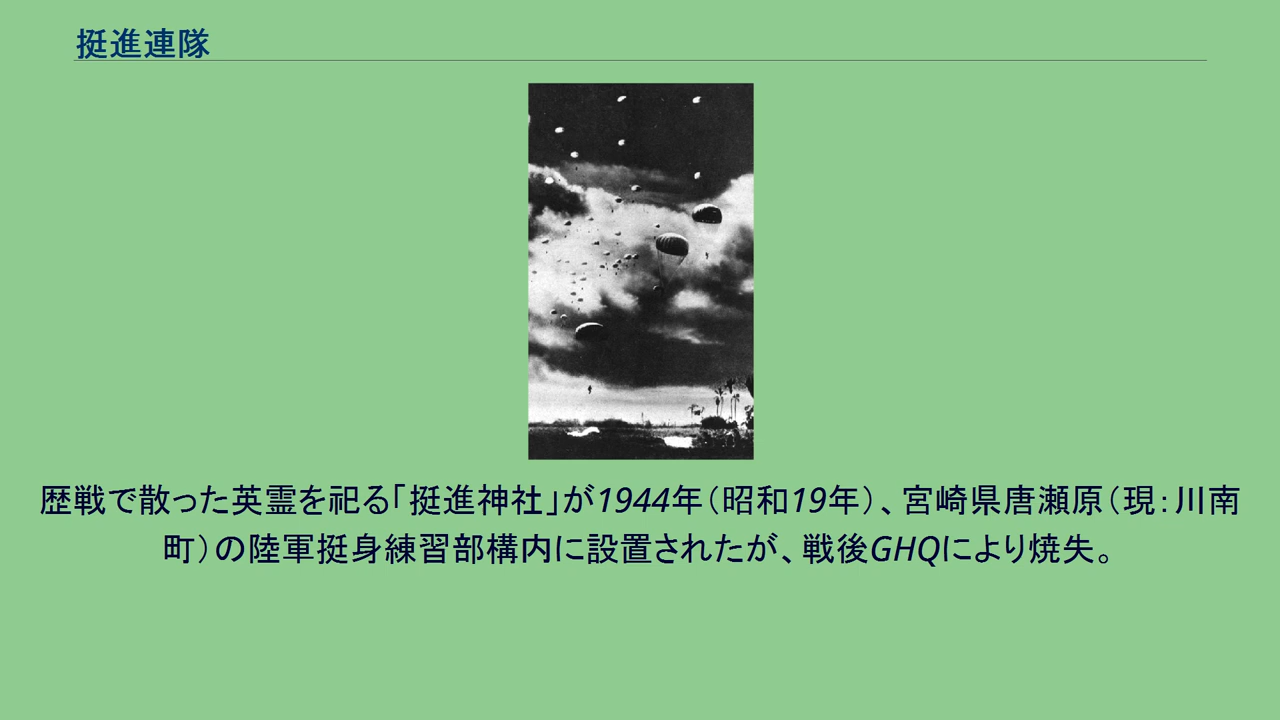 挺進連隊
歴戦で散った英霊を祀る「挺進神社」が1944年（昭和19年）、宮崎県唐瀬原（現：川南
町）の陸軍挺身練習部構内に設置されたが、戦後GHQにより焼失。